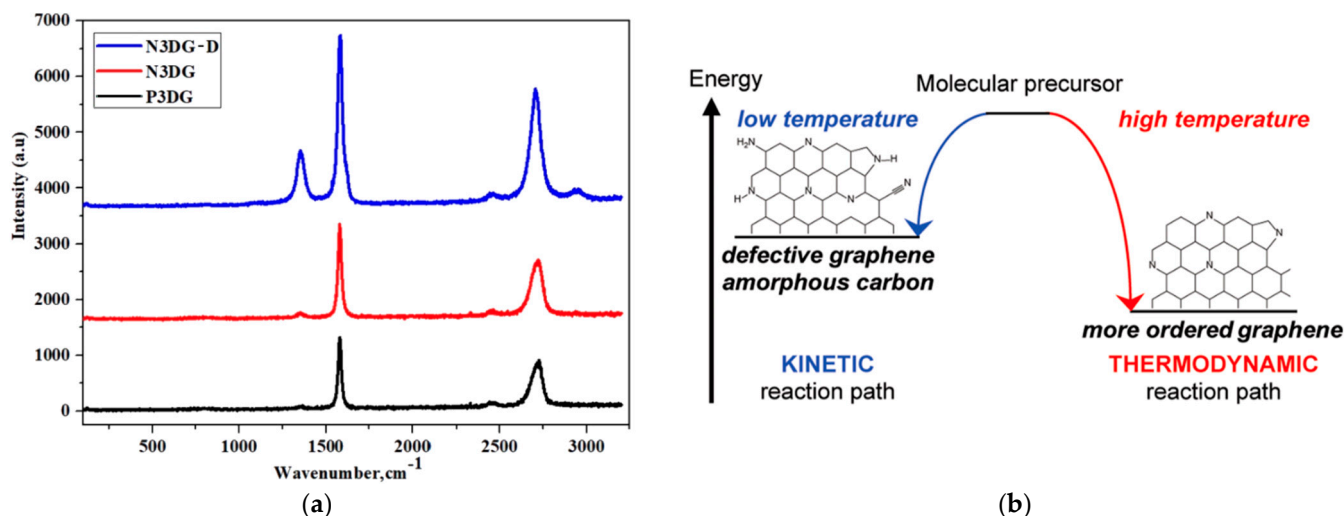 7000
6000
5000
4000
3000
2000
1000
0
Intensity (a.u)
N3DG-D
N3DG
P3DG
500 1000 1500 2000 2500 3000
Wavenumber,cm-1
(a)
Energy
Molecular precursor
low temperature
high temperature
H2N
N
N
H
H
N
N
N
N
defective graphene
amorphous carbon
N
N
N
N
more ordered graphene
KINETIC
reaction path
THERMODYNAMIC
reaction path
(b)